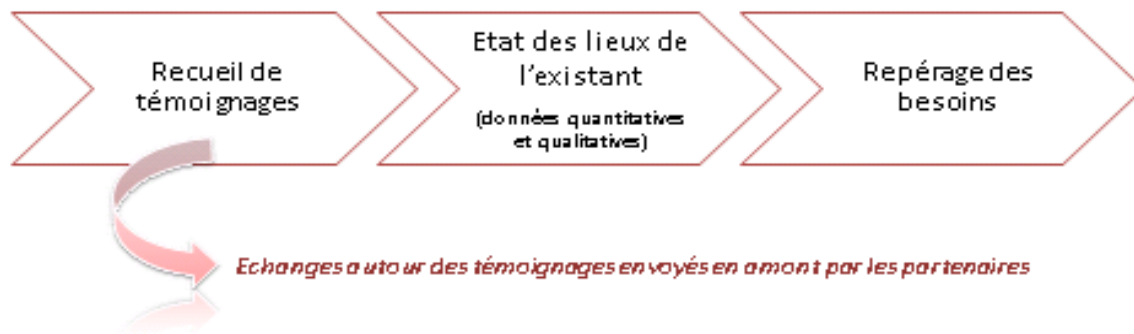 Recueil de
témoignages
Etat des lieux de
l'existant
(données quantitatives
et qualitatives)
Repérage des
besoins
Echanges autour des témoignages envoyés en amont par les partenaires